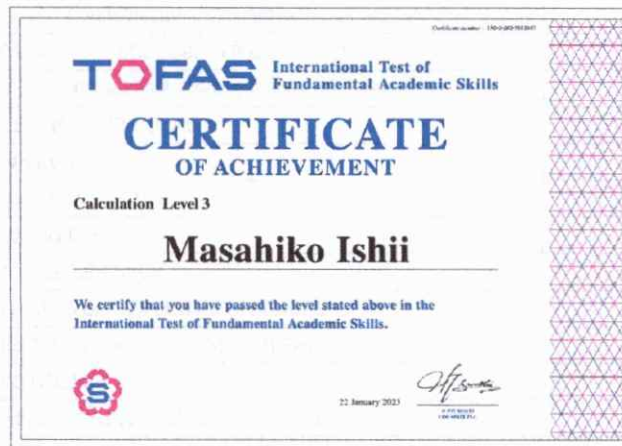 TOFAS International Test of
Fundamental Academic Skills
CERTIFICATE
OF ACHIEVEMENT
Calculation Level 3
Masahiko Ishii
We certify that you have passed the level stated above in the
International Test of Fundamental Academic Skills.
S
22 January 2023